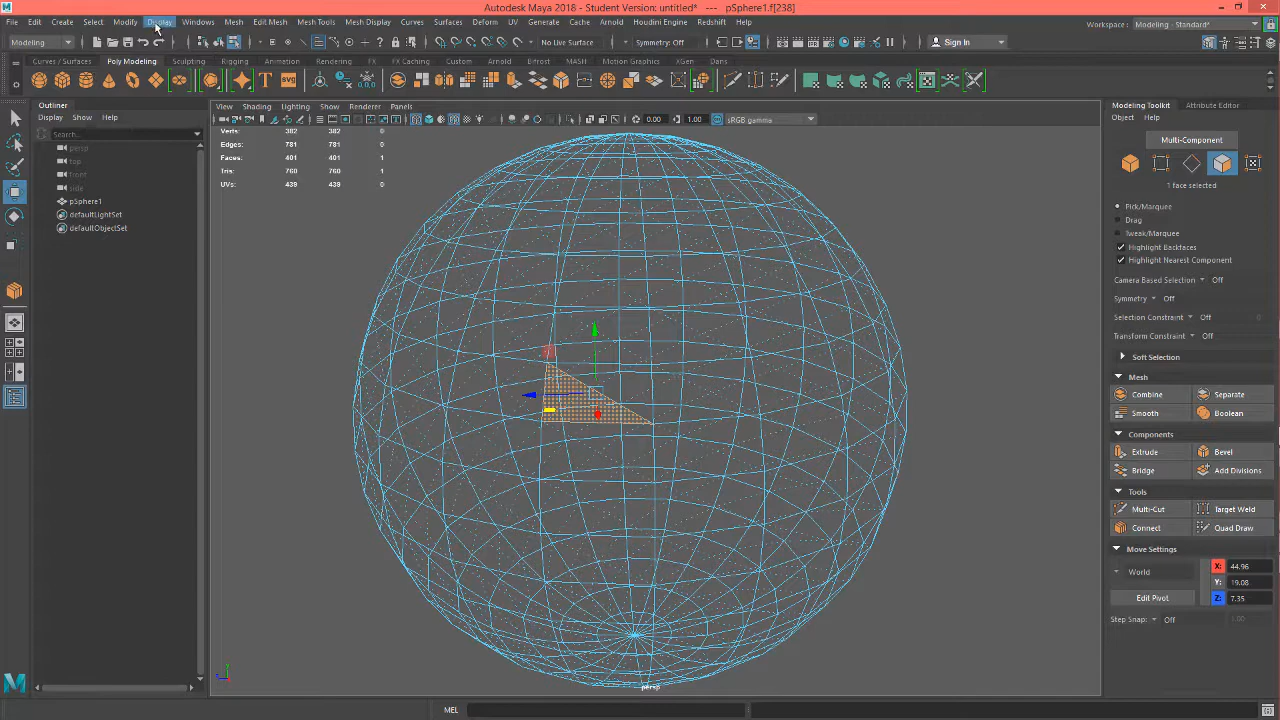 Autodesk Maya 2018 - Student Version: untitled* --- pSphere1.f[238]
File Edit Create Select Modify Display Windows Mesh Edit Mesh Mesh Tools Mesh Display Curves Surfaces Deform UV Generate Cache Arnold Houdini Engine Redshift Help
Workspace : Modeling - Standard*
Modeling No Live Surface Symmetry: Off Sign In
Curves / Surfaces Poly Modeling Sculpting Rigging Animation Rendering FX FX Caching Custom Arnold Bifrost MASH Motion Graphics XGen Dans
Outliner
Display Show Help
Search...
persp
top
front
side
pSphere1
defaultLightSet
defaultObjectSet
View Shading Lighting Show Renderer Panels
0.00 1.00 sRGB gamma
Verts: 382 382 0
Edges: 781 781 0
Faces: 401 401 1
Tris: 760 760 1
UVs: 439 439 0
persp
Modeling Toolkit Attribute Editor
Object Help
Multi-Component
1 face selected
Pick/Marquee
Drag
Tweak/Marquee
Highlight Backfaces
Highlight Nearest Component
Camera Based Selection Off
Symmetry Off
Selection Constraint Off
Transform Constraint Off
Soft Selection
Mesh
Combine Separate
Smooth Boolean
Components
Extrude Bevel
Bridge Add Divisions
Tools
Multi-Cut Target Weld
Connect Quad Draw
Move Settings
World
X: 44.96
Y: 19.08
Z: 7.35
Edit Pivot
Step Snap: Off 1.00
MEL